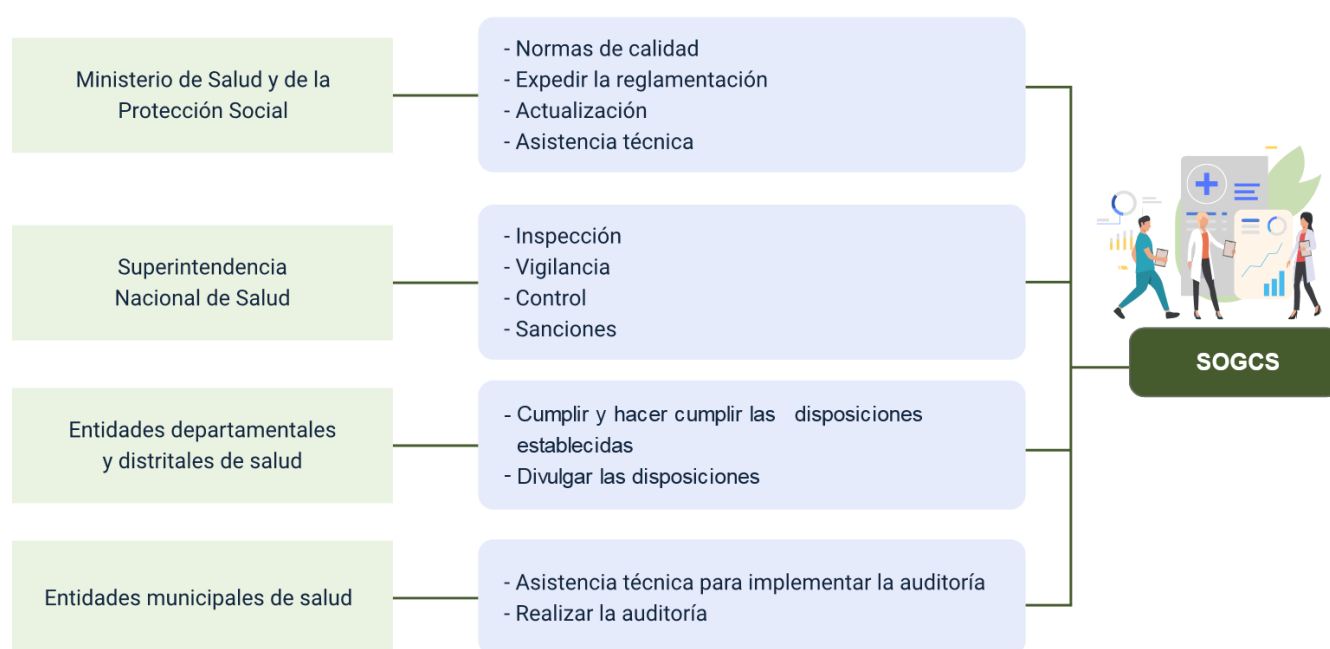 Ministerio de Salud y de la
Protección Social
- Normas de calidad
- Expedir la reglamentación
- Actualización
- Asistencia técnica
Superintendencia
Nacional de Salud
- Inspección
- Vigilancia
- Control
- Sanciones
SOGCS
Entidades departamentales
y distritales de salud
- Cumplir y hacer cumplir las disposiciones
establecidas
- Divulgar las disposiciones
Entidades municipales de salud
- Asistencia técnica para implementar la auditoría
- Realizar la auditoría